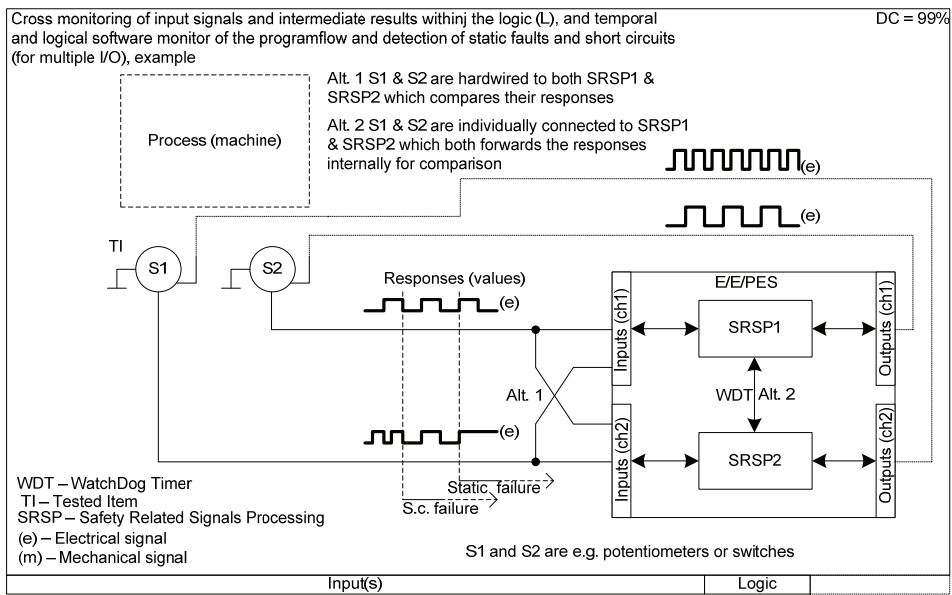 Cross monitoring of input signals and intermediate results withinj the logic (L), and temporal
and logical software monitor of the programflow and detection of static faults and short circuits
(for multiple I/O), example
DC = 99%
Alt. 1 S1 & S2 are hardwired to both SRSP1 &
SRSP2 which compares their responses
Process (machine)
Alt. 2 S1 & S2 are individually connected to SRSP1
& SRSP2 which both forwards the responses
internally for comparison
(e)
(e)
TI
S1
S2
Responses (values)
(e)
E/E/PES
Inputs (ch1)
SRSP1
Outputs (ch1)
Alt. 1
WDT
Alt. 2
(e)
Inputs (ch2)
SRSP2
Outputs (ch2)
Static failure
S.c. failure
WDT – WatchDog Timer
TI – Tested Item
SRSP – Safety Related Signals Processing
(e) – Electrical signal
(m) – Mechanical signal
S1 and S2 are e.g. potentiometers or switches
Input(s)
Logic